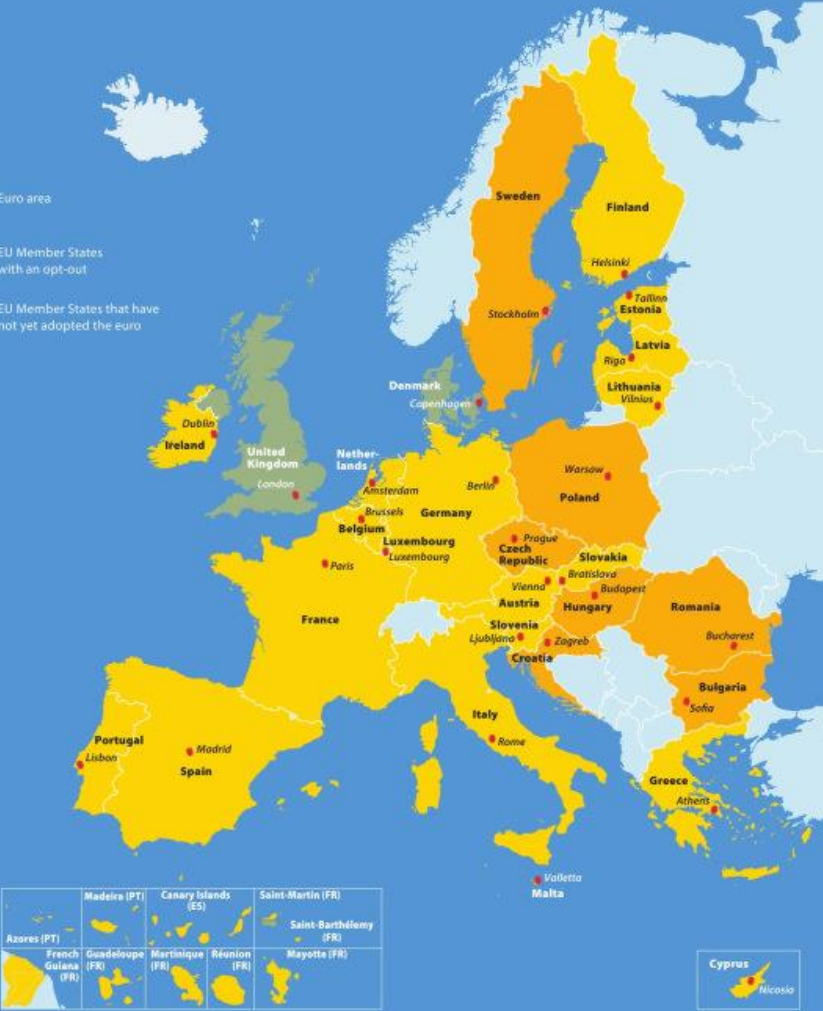 Euro area
EU Member States
with an opt-out
EU Member States that have
not yet adopted the euro
Sweden
Finland
Helsinki
Stockholm
Tallinn
Estonia
Latvia
Riga
Lithuania
Vilnius
Denmark
Copenhagen
Dublin
Ireland
United
Kingdom
London
Nether-
lands
Amsterdam
Berlin
Warsaw
Poland
Brussels
Belgium
Germany
Luxembourg
Luxembourg
Prague
Czech
Republic
Slovakia
Paris
Vienna
Bratislava
Budapest
Austria
Hungary
Romania
France
Slovenia
Ljubljana
Zagreb
Bucharest
Croatia
Bulgaria
Sofia
Italy
Rome
Portugal
Lisbon
Madrid
Spain
Greece
Athens
Valletta
Malta
Azores (PT)
Madeira (PT)
Canary Islands
(ES)
Saint-Martin (FR)
Saint-Barthélemy
(FR)
French
Guiana
(FR)
Guadeloupe
(FR)
Martinique
(FR)
Réunion
(FR)
Mayotte (FR)
Cyprus
Nicosia